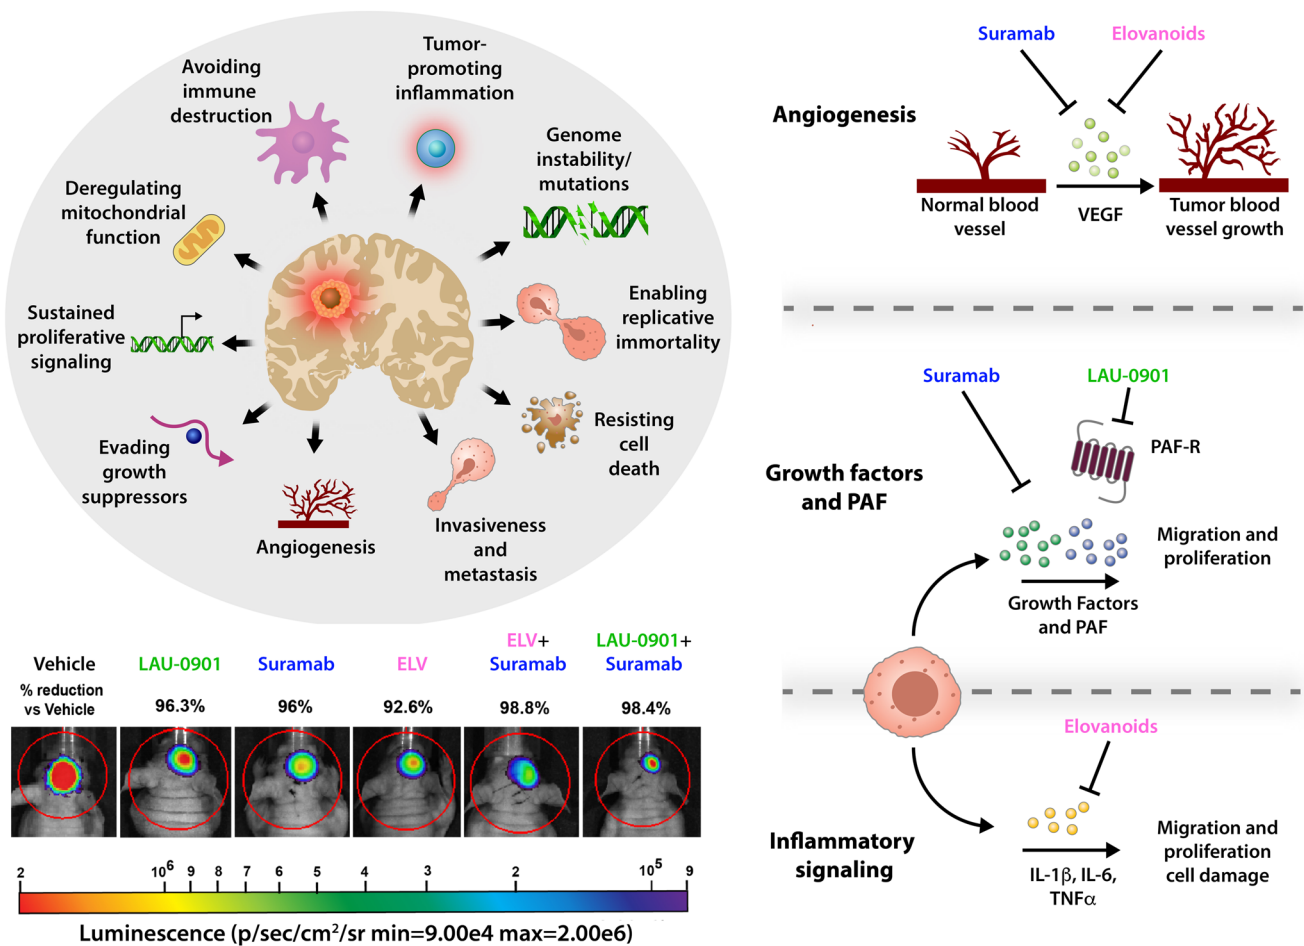 Avoiding
immune
destruction
Tumor-
promoting
inflammation
Genome
instability/
mutations
Deregulating
mitochondrial
function
Enabling
replicative
immortality
Sustained
proliferative
signaling
Resisting
cell
death
Evading
growth
suppressors
Angiogenesis
Invasiveness
and
metastasis
Vehicle
% reduction
vs Vehicle
LAU-0901
96.3%
Suramab
96%
ELV
92.6%
ELV+
Suramab
98.8%
LAU-0901+
Suramab
98.4%
2 10⁶ 9 8 7 6 5 4 3 2 10⁵ 9
Luminescence (p/sec/cm²/sr min=9.00e4 max=2.00e6)
Suramab Elovanoids
Angiogenesis
Normal blood
vessel
VEGF
Tumor blood
vessel growth
Suramab LAU-0901
PAF-R
Growth factors
and PAF
Migration and
proliferation
Growth Factors
and PAF
Elovanoids
Inflammatory
signaling
IL-1β, IL-6,
TNFα
Migration and
proliferation
cell damage